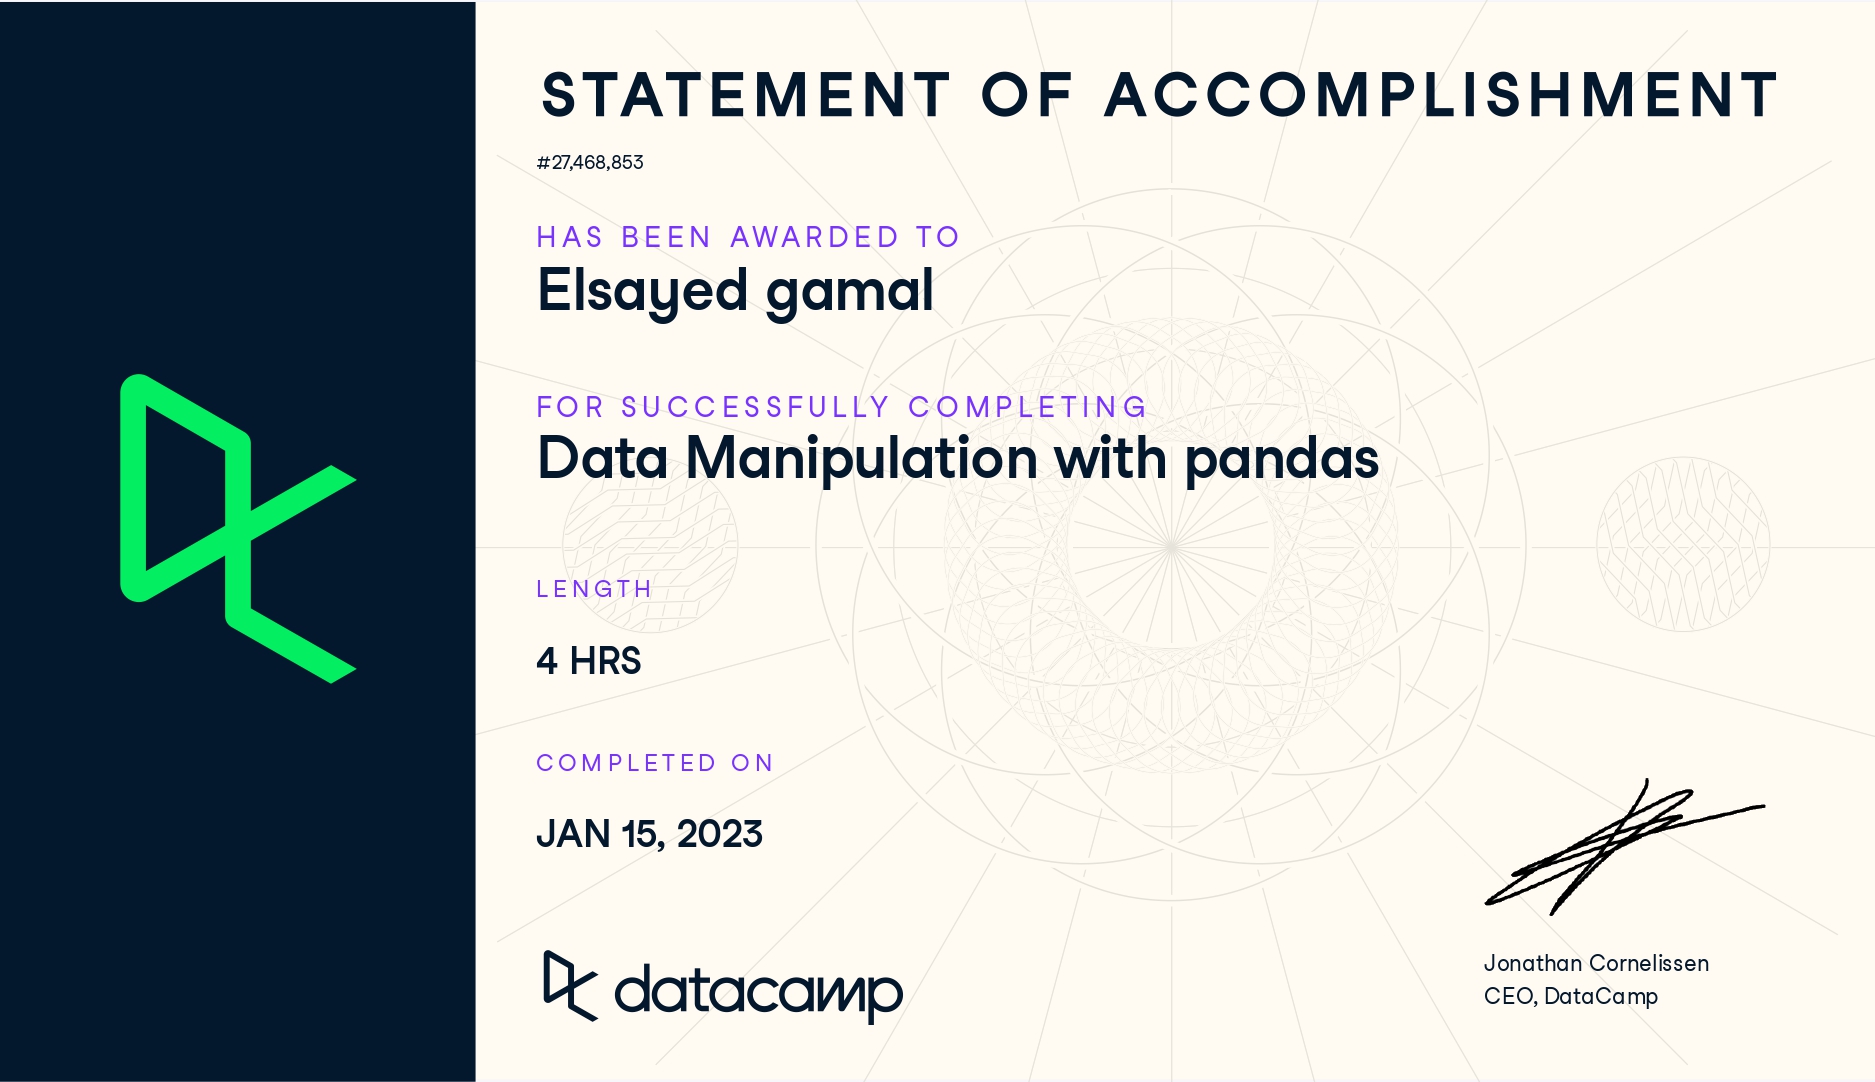 STATEMENT OF ACCOMPLISHMENT
#27,468,853
HAS BEEN AWARDED TO
Elsayed gamal
FOR SUCCESSFULLY COMPLETING
Data Manipulation with pandas
LENGTH
4 HRS
COMPLETED ON
JAN 15, 2023
datacamp
Jonathan Cornelissen
CEO, DataCamp